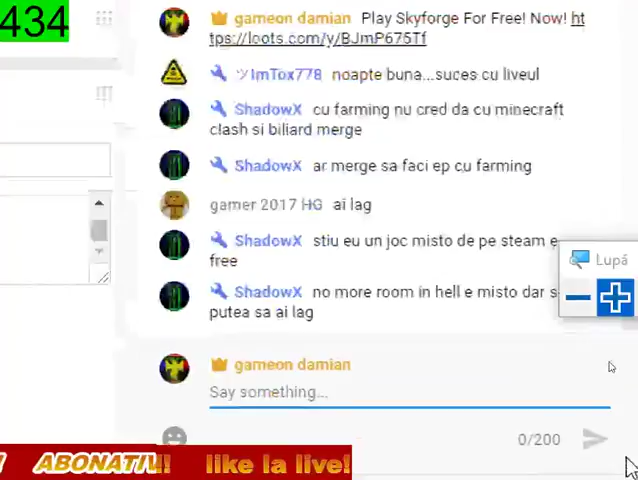 434
gameon damian Play Skyforge For Free! Now! ht
tps://loots.com/y/BJmP675Tf
ツImTox778 noapte buna...suces cu liveul
ShadowX cu farming nu cred da cu minecraft
clash si biliard merge
ShadowX ar merge sa faci ep cu farming
gamer 2017 HG ai lag
ShadowX stiu eu un joc misto de pe steam e
free
Lupă
ShadowX no more room in hell e misto dar s
putea sa ai lag
gameon damian
Say something...
0/200
ABONATIVĂ! like la live!